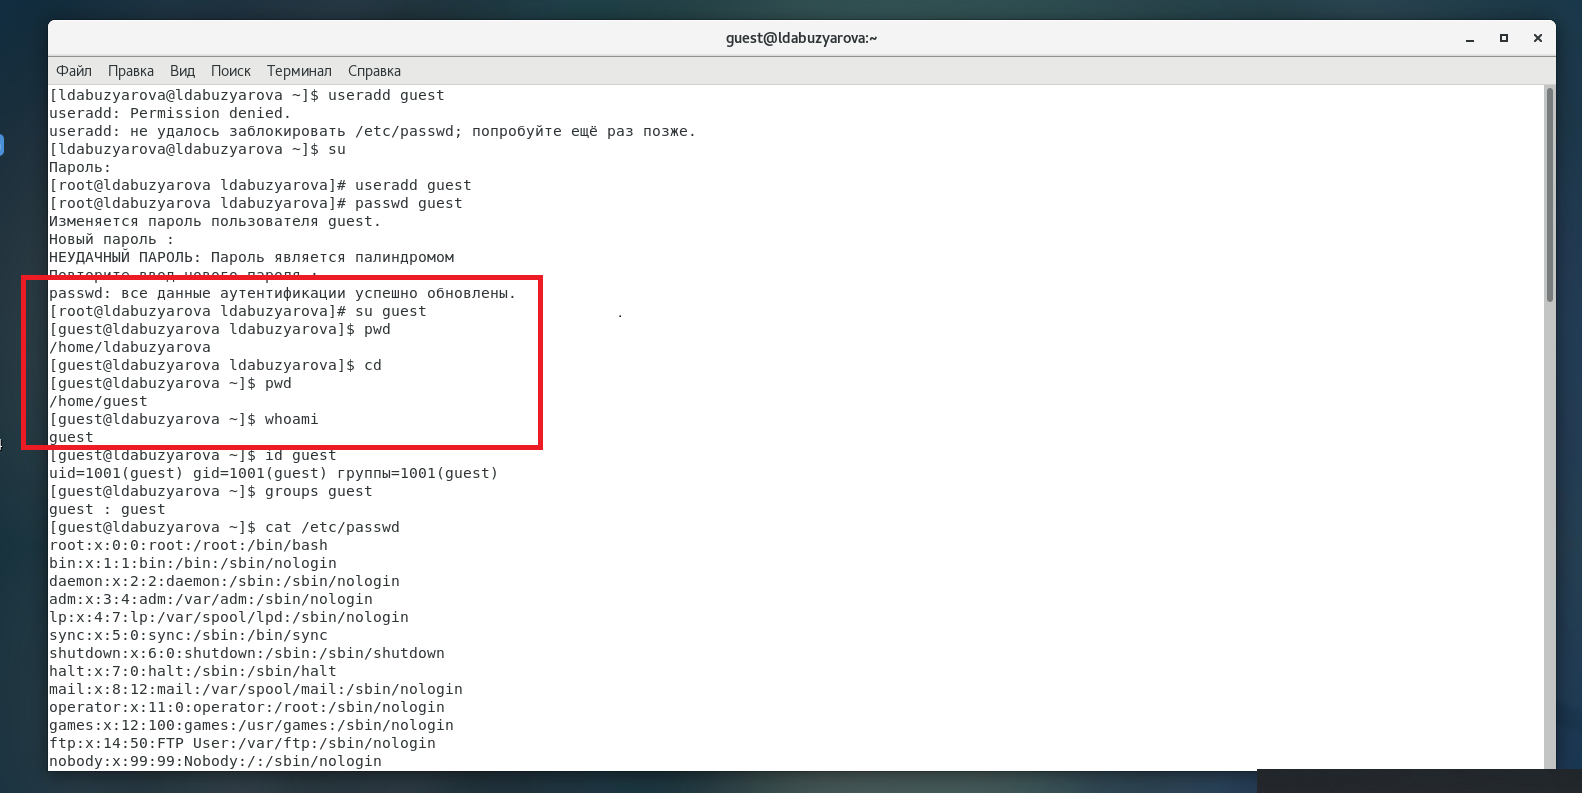 guest@ldabuzyarova:~
Файл Правка Вид Поиск Терминал Справка
[ldabuzyarova@ldabuzyarova ~]$ useradd guest
useradd: Permission denied.
useradd: не удалось заблокировать /etc/passwd; попробуйте ещё раз позже.
[ldabuzyarova@ldabuzyarova ~]$ su
Пароль:
[root@ldabuzyarova ldabuzyarova]# useradd guest
[root@ldabuzyarova ldabuzyarova]# passwd guest
Изменяется пароль пользователя guest.
Новый пароль :
НЕУДАЧНЫЙ ПАРОЛЬ: Пароль является палиндромом
Повторите ввод нового пароля :
passwd: все данные аутентификации успешно обновлены.
[root@ldabuzyarova ldabuzyarova]# su guest
[guest@ldabuzyarova ldabuzyarova]$ pwd
/home/ldabuzyarova
[guest@ldabuzyarova ldabuzyarova]$ cd
[guest@ldabuzyarova ~]$ pwd
/home/guest
[guest@ldabuzyarova ~]$ whoami
guest
[guest@ldabuzyarova ~]$ id guest
uid=1001(guest) gid=1001(guest) группы=1001(guest)
[guest@ldabuzyarova ~]$ groups guest
guest : guest
[guest@ldabuzyarova ~]$ cat /etc/passwd
root:x:0:0:root:/root:/bin/bash
bin:x:1:1:bin:/bin:/sbin/nologin
daemon:x:2:2:daemon:/sbin:/sbin/nologin
adm:x:3:4:adm:/var/adm:/sbin/nologin
lp:x:4:7:lp:/var/spool/lpd:/sbin/nologin
sync:x:5:0:sync:/sbin:/bin/sync
shutdown:x:6:0:shutdown:/sbin:/sbin/shutdown
halt:x:7:0:halt:/sbin:/sbin/halt
mail:x:8:12:mail:/var/spool/mail:/sbin/nologin
operator:x:11:0:operator:/root:/sbin/nologin
games:x:12:100:games:/usr/games:/sbin/nologin
ftp:x:14:50:FTP User:/var/ftp:/sbin/nologin
nobody:x:99:99:Nobody:/:/sbin/nologin